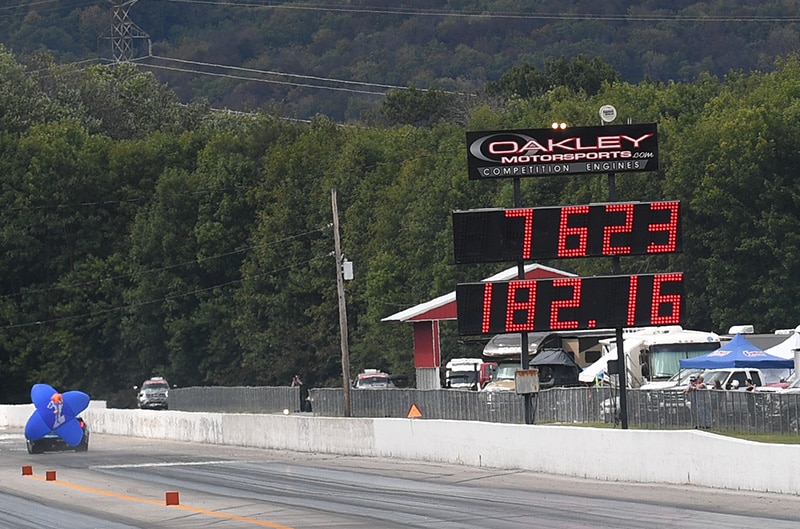 OAKLEY
MOTORSPORTS.com
COMPETITION ENGINES
7.623
182.16